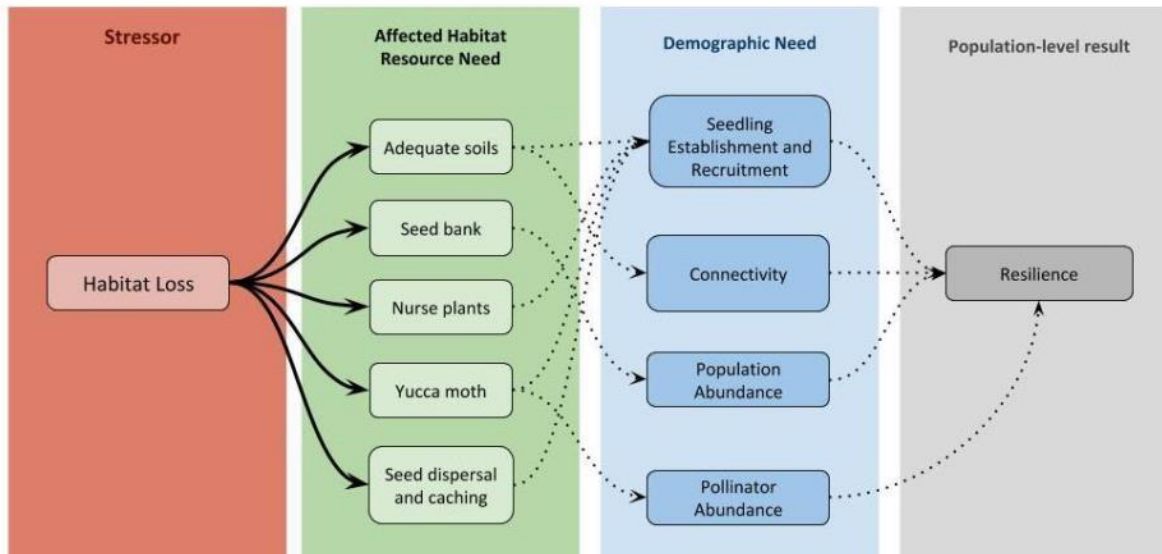 Stressor
Affected Habitat
Resource Need
Demographic Need
Population-level result
Habitat Loss
Adequate soils
Seed bank
Nurse plants
Yucca moth
Seed dispersal
and caching
Seedling
Establishment and
Recruitment
Connectivity
Population
Abundance
Pollinator
Abundance
Resilience